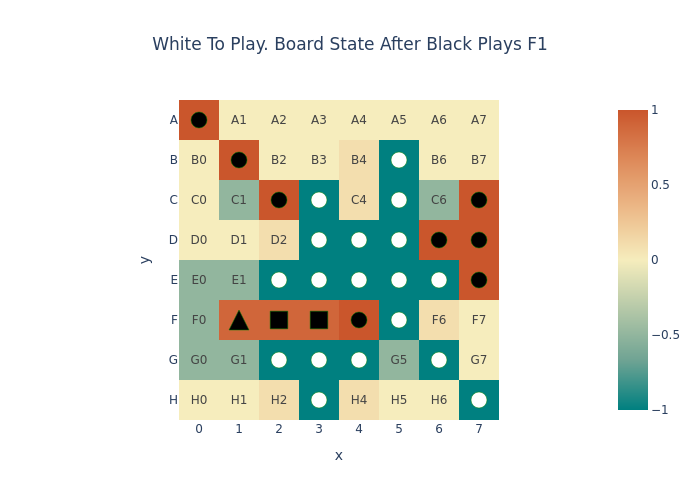 White To Play. Board State After Black Plays F1
A A1 A2 A3 A4 A5 A6 A7 1
B B0 B2 B3 B4 B6 B7
C C0 C1 C4 C6 0.5
D D0 D1 D2
y E E0 E1 0
F F0 F6 F7 −0.5
G G0 G1 G5 G7
H H0 H1 H2 H4 H5 H6 −1
0 1 2 3 4 5 6 7
x